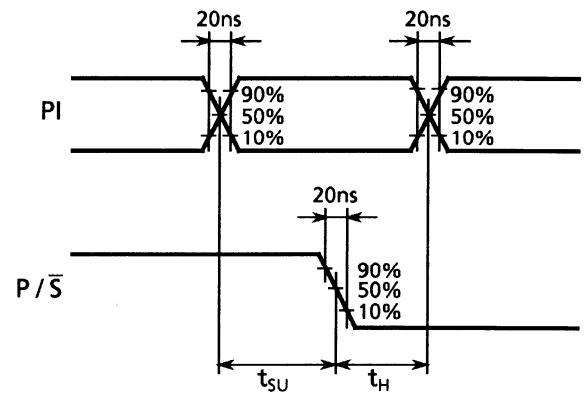 20ns 20ns
PI
90% 90%
50% 50%
10% 10%
20ns
P / S̅
90%
50%
10%
tSU tH